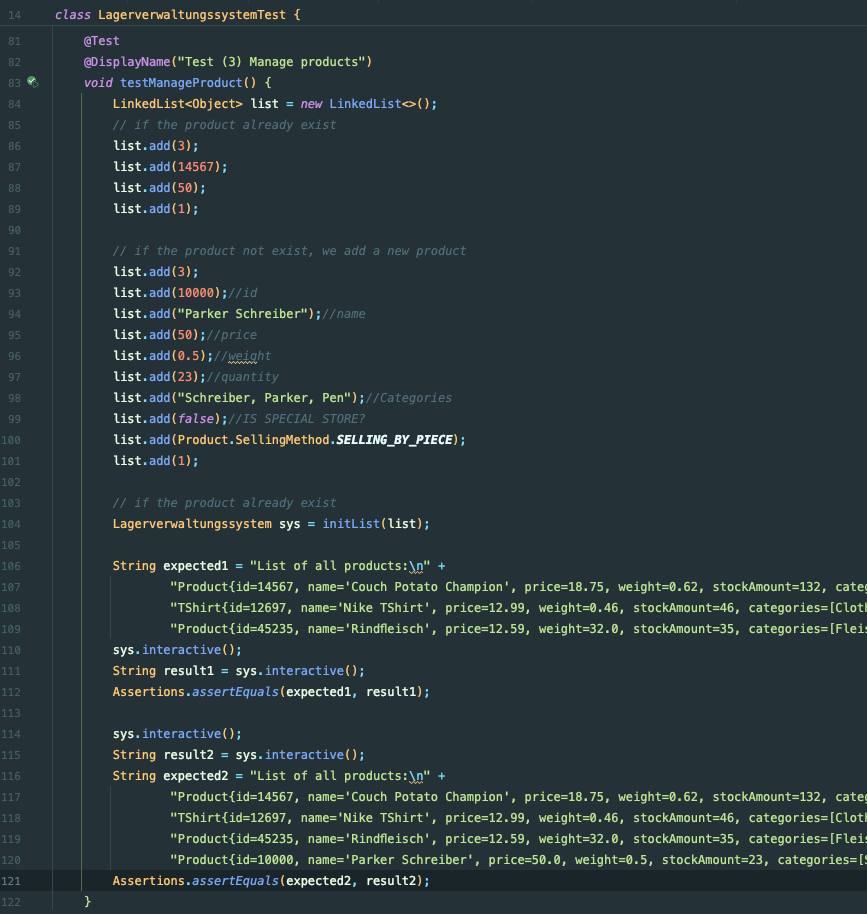 14 class LagerverwaltungssystemTest {
81 @Test
82 @DisplayName("Test (3) Manage products")
83 void testManageProduct() {
84 LinkedList<Object> list = new LinkedList<>();
85 // if the product already exist
86 list.add(3);
87 list.add(14567);
88 list.add(50);
89 list.add(1);
90
91 // if the product not exist, we add a new product
92 list.add(3);
93 list.add(10000);//id
94 list.add("Parker Schreiber");//name
95 list.add(50);//price
96 list.add(0.5);//weight
97 list.add(23);//quantity
98 list.add("Schreiber, Parker, Pen");//Categories
99 list.add(false);//IS SPECIAL STORE?
100 list.add(Product.SellingMethod.SELLING_BY_PIECE);
101 list.add(1);
102
103 // if the product already exist
104 Lagerverwaltungssystem sys = initList(list);
105
106 String expected1 = "List of all products:\n" +
107 "Product{id=14567, name='Couch Potato Champion', price=18.75, weight=0.62, stockAmount=132, cate
108 "TShirt{id=12697, name='Nike TShirt', price=12.99, weight=0.46, stockAmount=46, categories=[Clot
109 "Product{id=45235, name='Rindfleisch', price=12.59, weight=32.0, stockAmount=35, categories=[Fleis
110 sys.interactive();
111 String result1 = sys.interactive();
112 Assertions.assertEquals(expected1, result1);
113
114 sys.interactive();
115 String result2 = sys.interactive();
116 String expected2 = "List of all products:\n" +
117 "Product{id=14567, name='Couch Potato Champion', price=18.75, weight=0.62, stockAmount=132, cate
118 "TShirt{id=12697, name='Nike TShirt', price=12.99, weight=0.46, stockAmount=46, categories=[Clot
119 "Product{id=45235, name='Rindfleisch', price=12.59, weight=32.0, stockAmount=35, categories=[Fleis
120 "Product{id=10000, name='Parker Schreiber', price=50.0, weight=0.5, stockAmount=23, categories=[S
121 Assertions.assertEquals(expected2, result2);
122 }